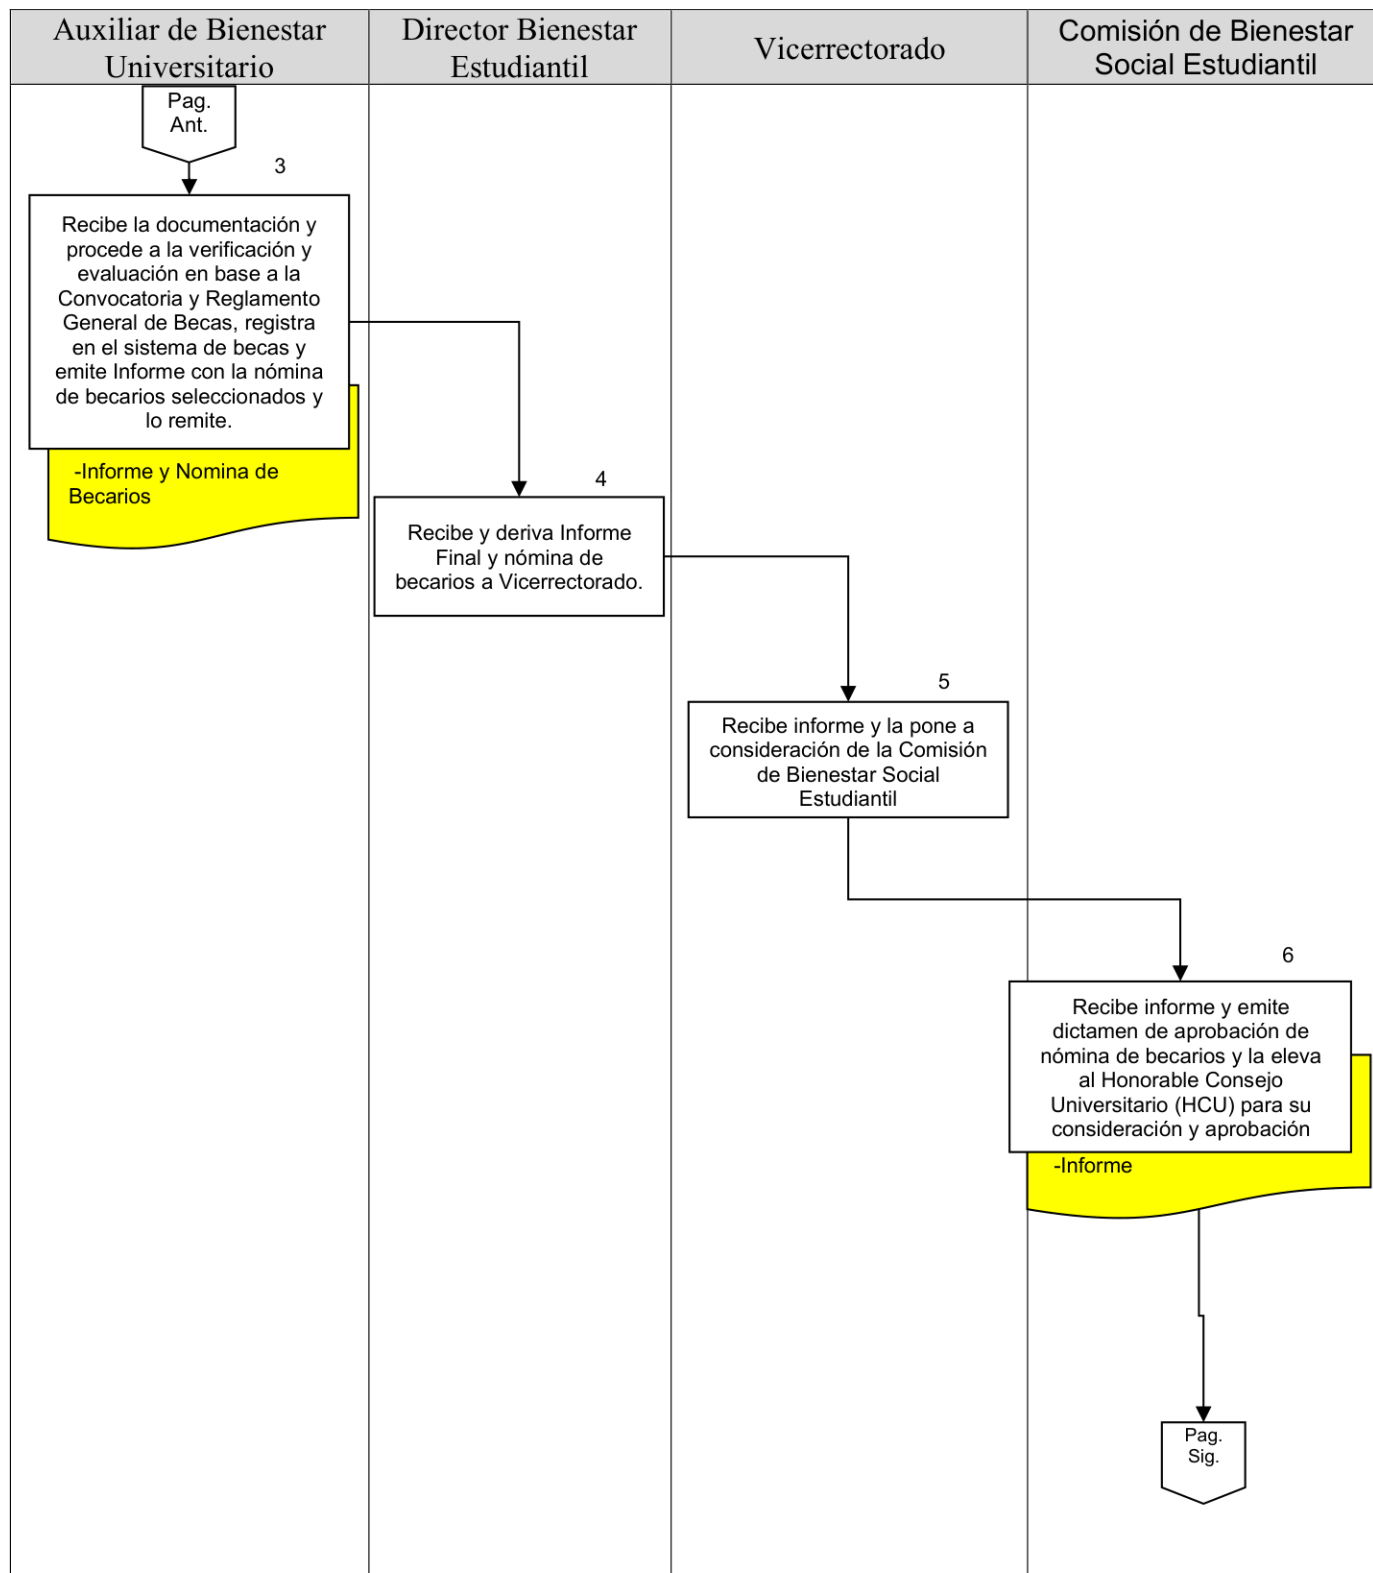 Auxiliar de Bienestar
Universitario
Director Bienestar
Estudiantil
Vicerrectorado
Comisión de Bienestar
Social Estudiantil
Pag.
Ant.
3
Recibe la documentación y
procede a la verificación y
evaluación en base a la
Convocatoria y Reglamento
General de Becas, registra
en el sistema de becas y
emite Informe con la nómina
de becarios seleccionados y
lo remite.
-Informe y Nomina de
Becarios
4
Recibe y deriva Informe
Final y nómina de
becarios a Vicerrectorado.
5
Recibe informe y la pone a
consideración de la Comisión
de Bienestar Social
Estudiantil
6
Recibe informe y emite
dictamen de aprobación de
nómina de becarios y la eleva
al Honorable Consejo
Universitario (HCU) para su
consideración y aprobación
-Informe
Pag.
Sig.